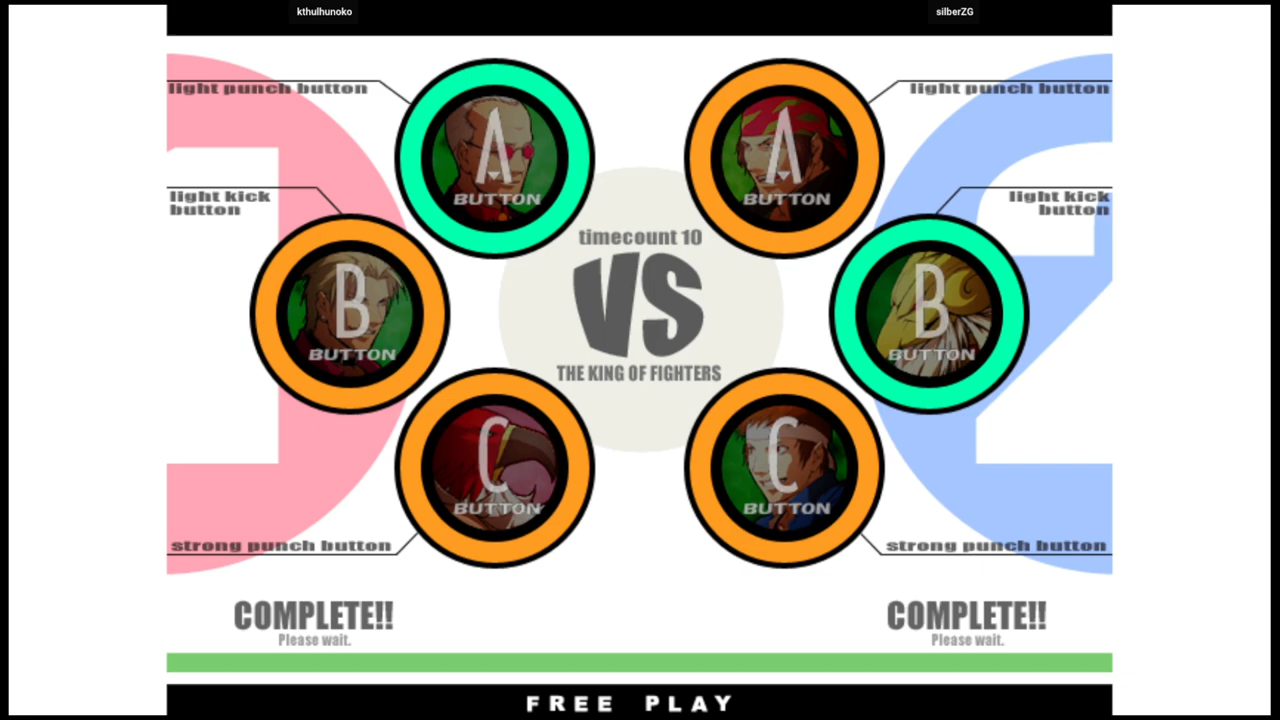 kthulhunoko
silberZG
light punch button
light punch button
A
BUTTON
A
BUTTON
light kick
button
light kick
button
timecount 10
VS
THE KING OF FIGHTERS
B
BUTTON
B
BUTTON
C
BUTTON
C
BUTTON
strong punch button
strong punch button
COMPLETE!!
Please wait.
COMPLETE!!
Please wait.
FREE PLAY